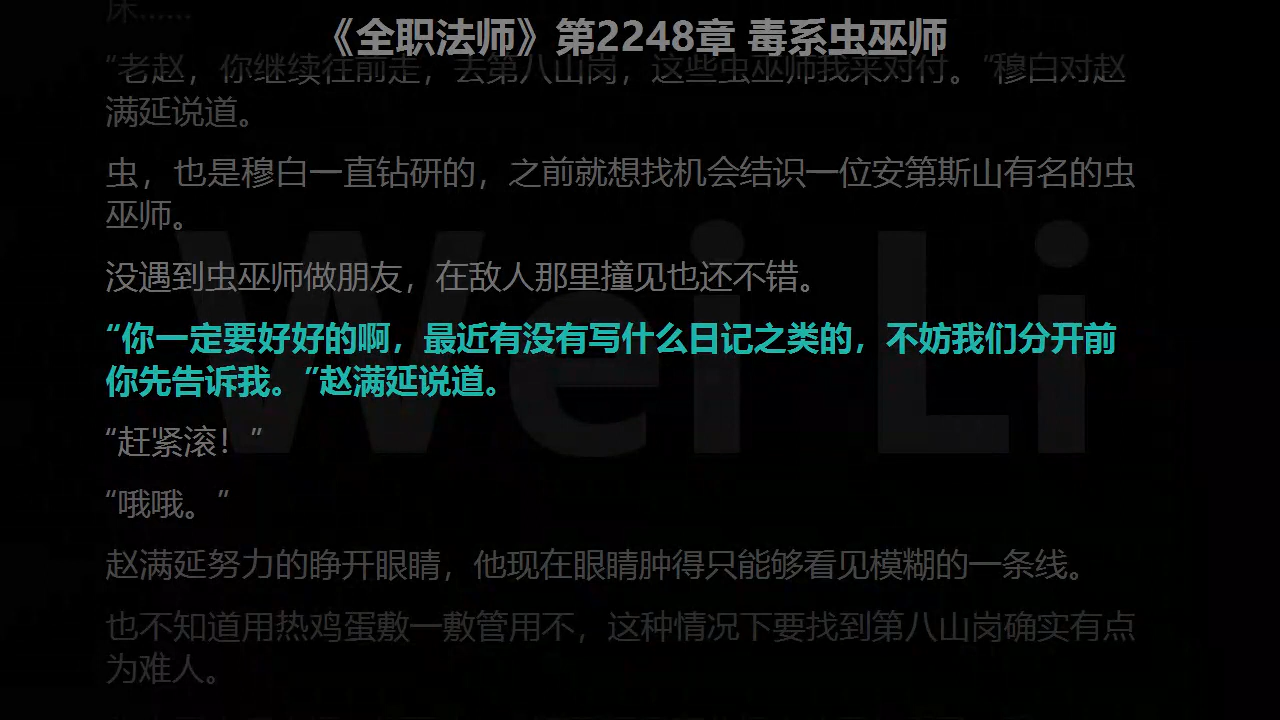 床……
《全职法师》第2248章 毒系虫巫师
“老赵，你继续往前走，去第八山岗，这些虫巫师我来对付。”穆白对赵
满延说道。
虫，也是穆白一直钻研的，之前就想找机会结识一位安第斯山有名的虫
巫师。
没遇到虫巫师做朋友，在敌人那里撞见也还不错。
“你一定要好好的啊，最近有没有写什么日记之类的，不妨我们分开前
你先告诉我。”赵满延说道。
“赶紧滚！”
“哦哦。”
赵满延努力的睁开眼睛，他现在眼睛肿得只能够看见模糊的一条线。
也不知道用热鸡蛋敷一敷管用不，这种情况下要找到第八山岗确实有点
为难人。
Wei Li